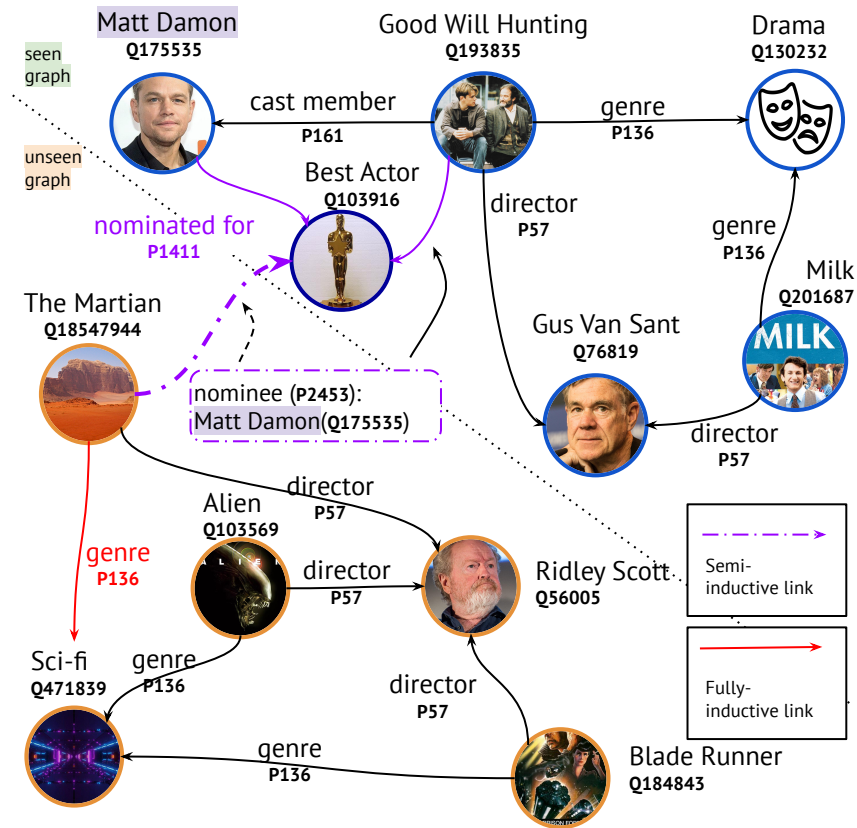 Matt Damon
Q175535
Good Will Hunting
Q193835
Drama
Q130232
seen
graph
cast member
P161
genre
P136
unseen
graph
Best Actor
Q103916
director
P57
nominated for
P1411
genre
P136
Milk
Q201687
The Martian
Q18547944
Gus Van Sant
Q76819
MILK
nominee (P2453):
Matt Damon(Q175535)
director
P57
director
P57
Alien
Q103569
genre
P136
ALIEN
director
P57
Ridley Scott
Q56005
Semi-
inductive link
Sci-fi
Q471839
genre
P136
director
P57
Fully-
inductive link
genre
P136
Blade Runner
Q184843